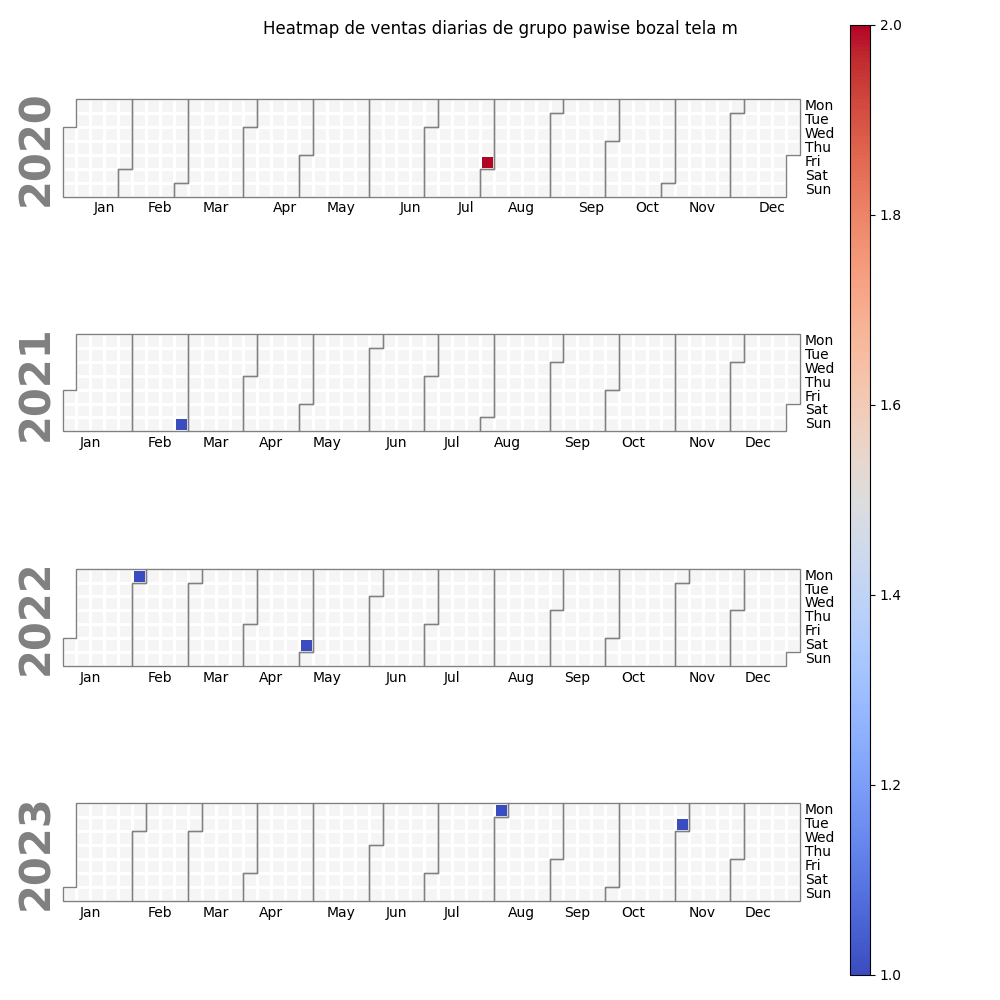 Heatmap de ventas diarias de grupo pawise bozal tela m
2020
Mon
Tue
Wed
Thu
Fri
Sat
Sun
Jan Feb Mar Apr May Jun Jul Aug Sep Oct Nov Dec
2021
Mon
Tue
Wed
Thu
Fri
Sat
Sun
Jan Feb Mar Apr May Jun Jul Aug Sep Oct Nov Dec
2022
Mon
Tue
Wed
Thu
Fri
Sat
Sun
Jan Feb Mar Apr May Jun Jul Aug Sep Oct Nov Dec
2023
Mon
Tue
Wed
Thu
Fri
Sat
Sun
Jan Feb Mar Apr May Jun Jul Aug Sep Oct Nov Dec
2.0
1.8
1.6
1.4
1.2
1.0